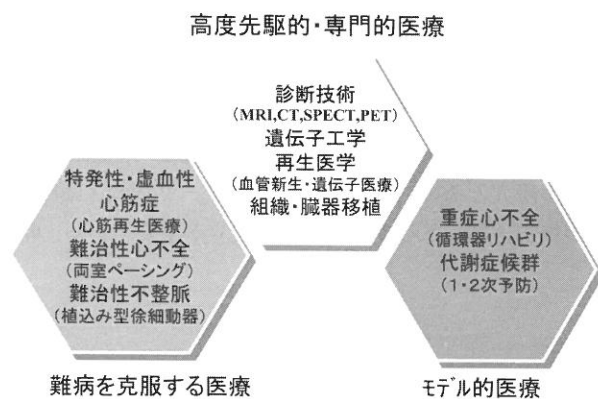 高度先駆的・専門的医療
診断技術
(MRI,CT,SPECT,PET)
遺伝子工学
再生医学
(血管新生・遺伝子医療)
組織・臓器移植
特発性・虚血性
心筋症
(心筋再生医療)
難治性心不全
(両室ペーシング)
難治性不整脈
(植込み型徐細動器)
難病を克服する医療
重症心不全
(循環器リハビリ)
代謝症候群
(1・2次予防)
モデル的医療